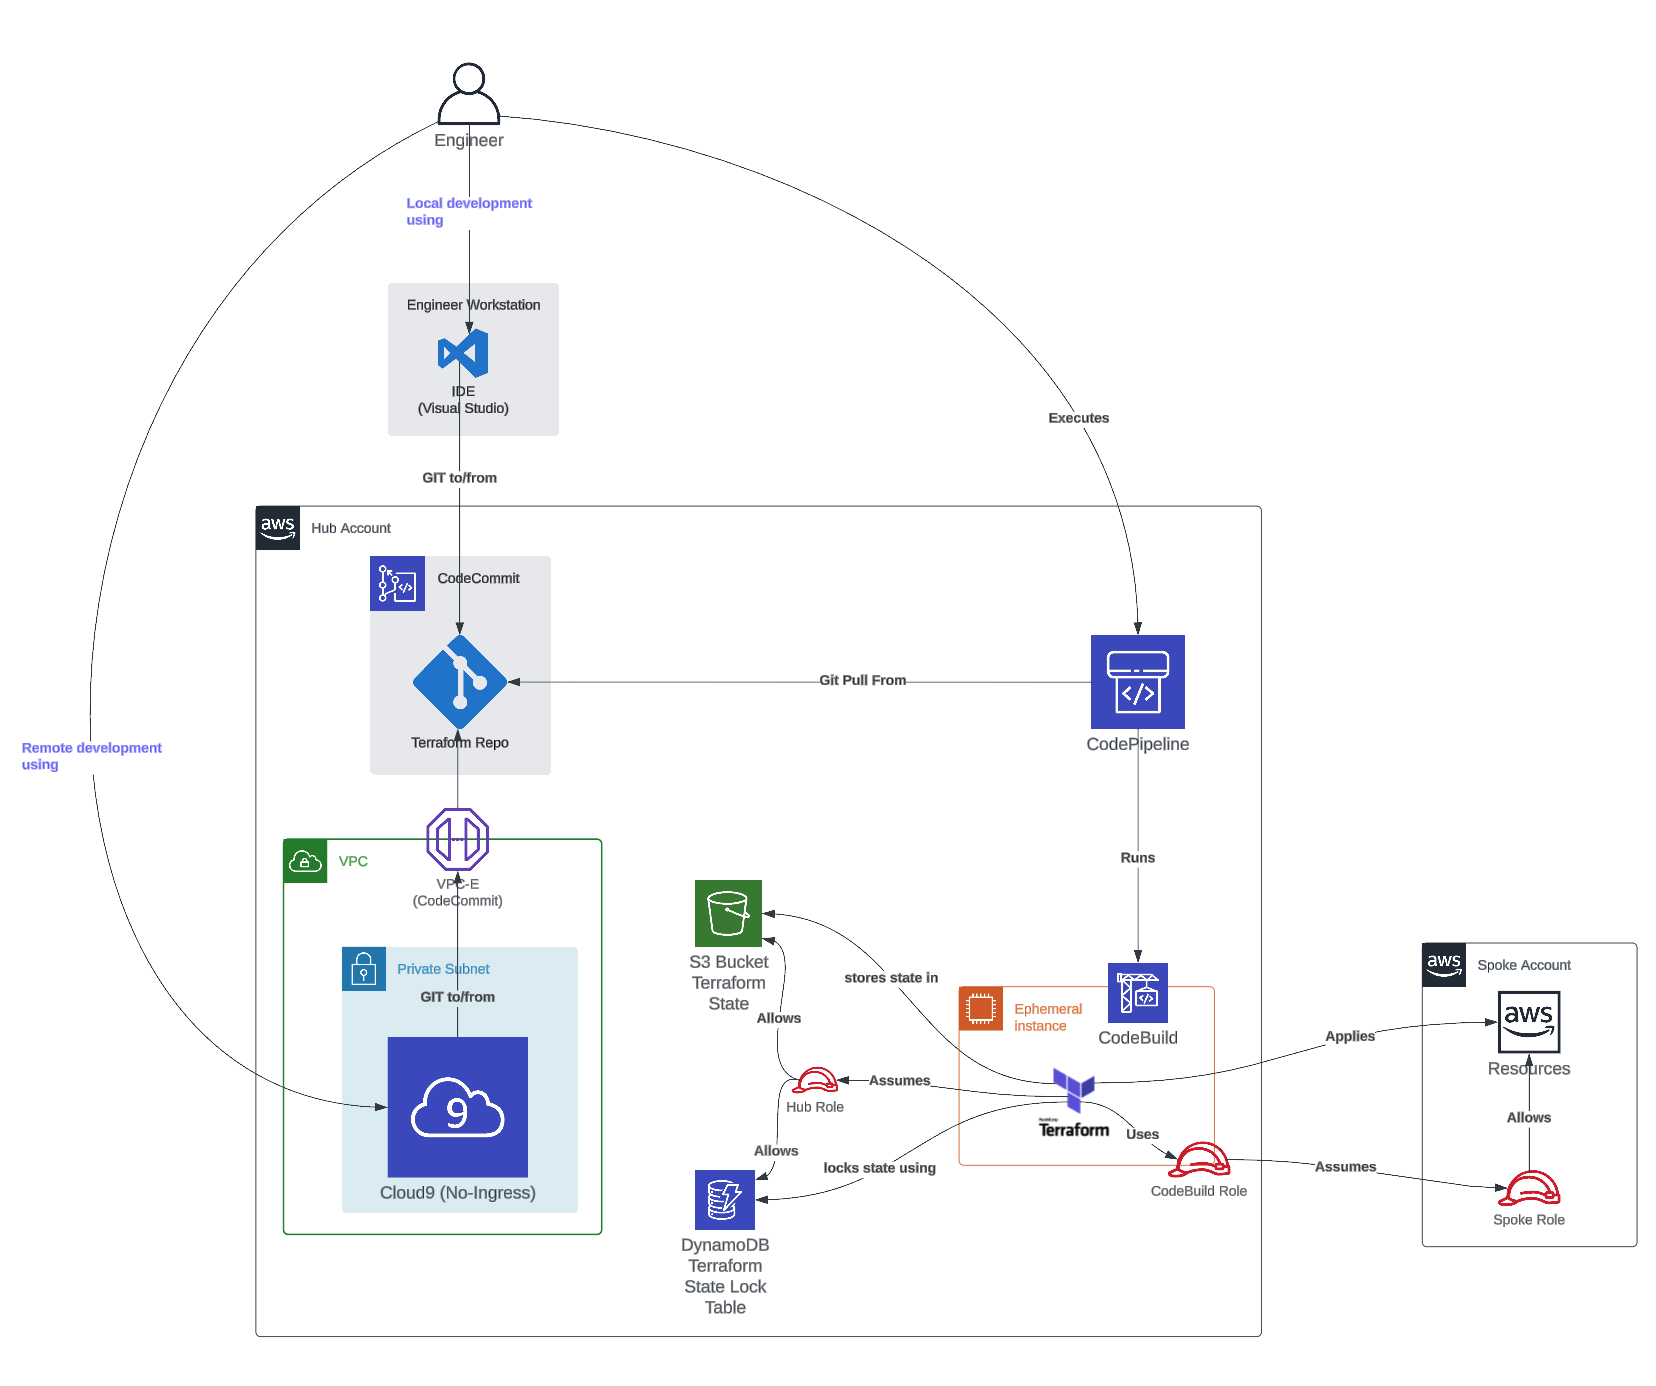 Engineer
Local development
using
Engineer Workstation
IDE
(Visual Studio)
Executes
GIT to/from
aws
Hub Account
CodeCommit
Terraform Repo
Git Pull From
CodePipeline
Remote development
using
VPC
VPC-E
(CodeCommit)
Runs
Private Subnet
GIT to/from
9
Cloud9 (No-Ingress)
S3 Bucket
Terraform
State
stores state in
Allows
Ephemeral
instance
CodeBuild
aws
Spoke Account
aws
Resources
Applies
Assumes
Hub Role
Terraform
Uses
Allows
Allows
locks state using
CodeBuild Role
Assumes
Spoke Role
DynamoDB
Terraform
State Lock
Table